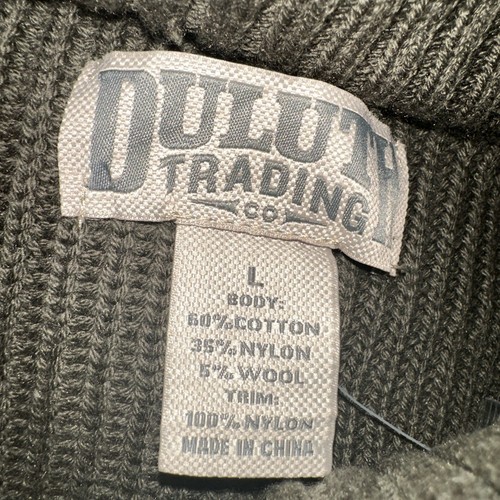 DULUTH
TRADING
CO
L
BODY:
60%COTTON
35%NYLON
5% WOOL
TRIM:
100%NYLON
MADE IN CHINA